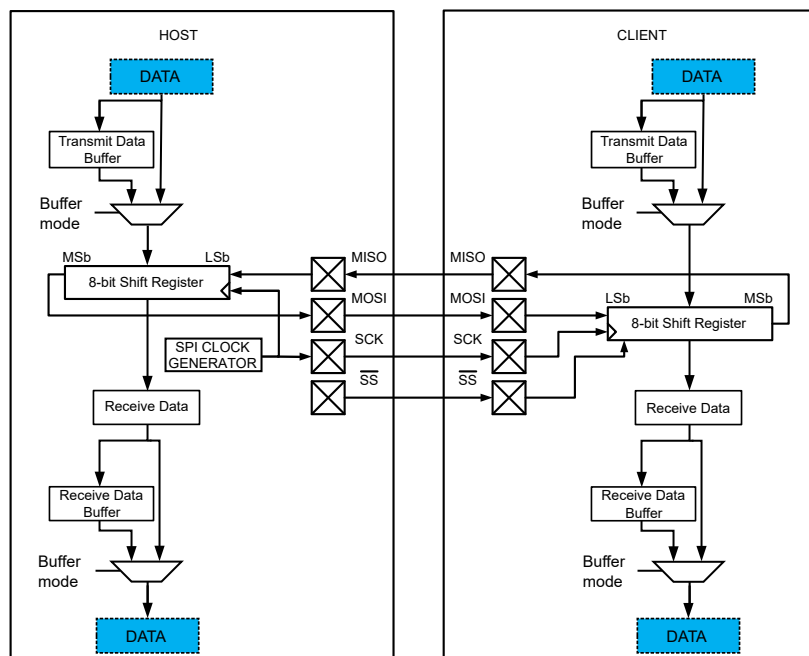 HOST
DATA
Transmit Data
Buffer
Buffer
mode
MSb
LSb
8-bit Shift Register
SPI CLOCK
GENERATOR
Receive Data
Receive Data
Buffer
Buffer
mode
DATA
MISO
MOSI
SCK
SS
CLIENT
DATA
Transmit Data
Buffer
Buffer
mode
MISO
MOSI
SCK
SS
LSb
MSb
8-bit Shift Register
Receive Data
Receive Data
Buffer
Buffer
mode
DATA